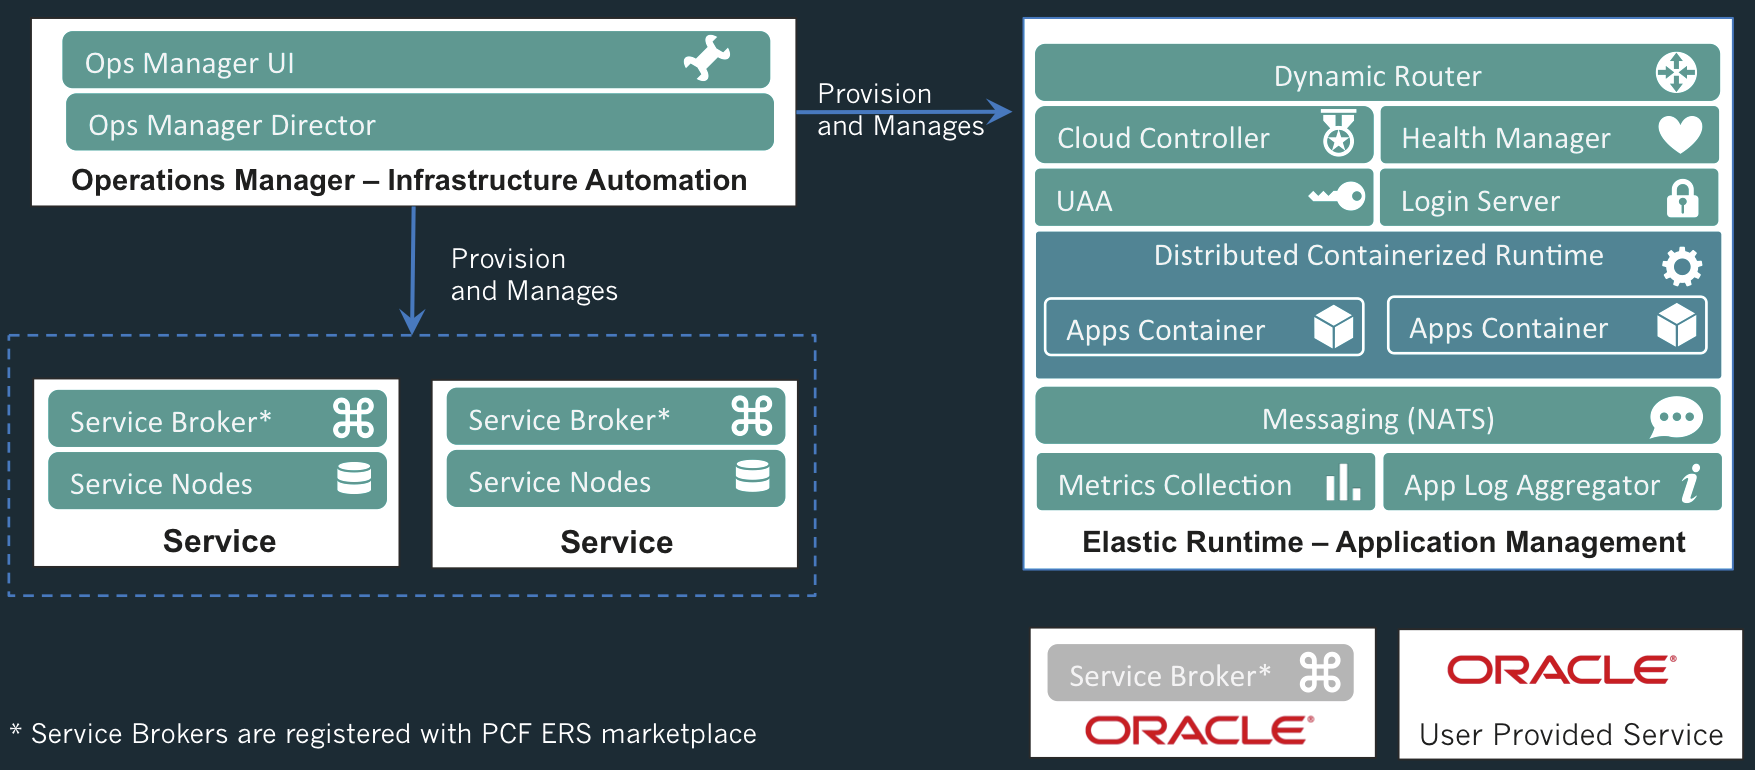 Ops Manager UI
Ops Manager Director
Operations Manager – Infrastructure Automation
Provision
and Manages
Provision
and Manages
Service Broker*
Service Nodes
Service
Service Broker*
Service Nodes
Service
Dynamic Router
Cloud Controller
Health Manager
UAA
Login Server
Distributed Containerized Runtime
Apps Container
Apps Container
Messaging (NATS)
Metrics Collection
App Log Aggregator
Elastic Runtime – Application Management
Service Broker*
ORACLE®
ORACLE®
User Provided Service
* Service Brokers are registered with PCF ERS marketplace